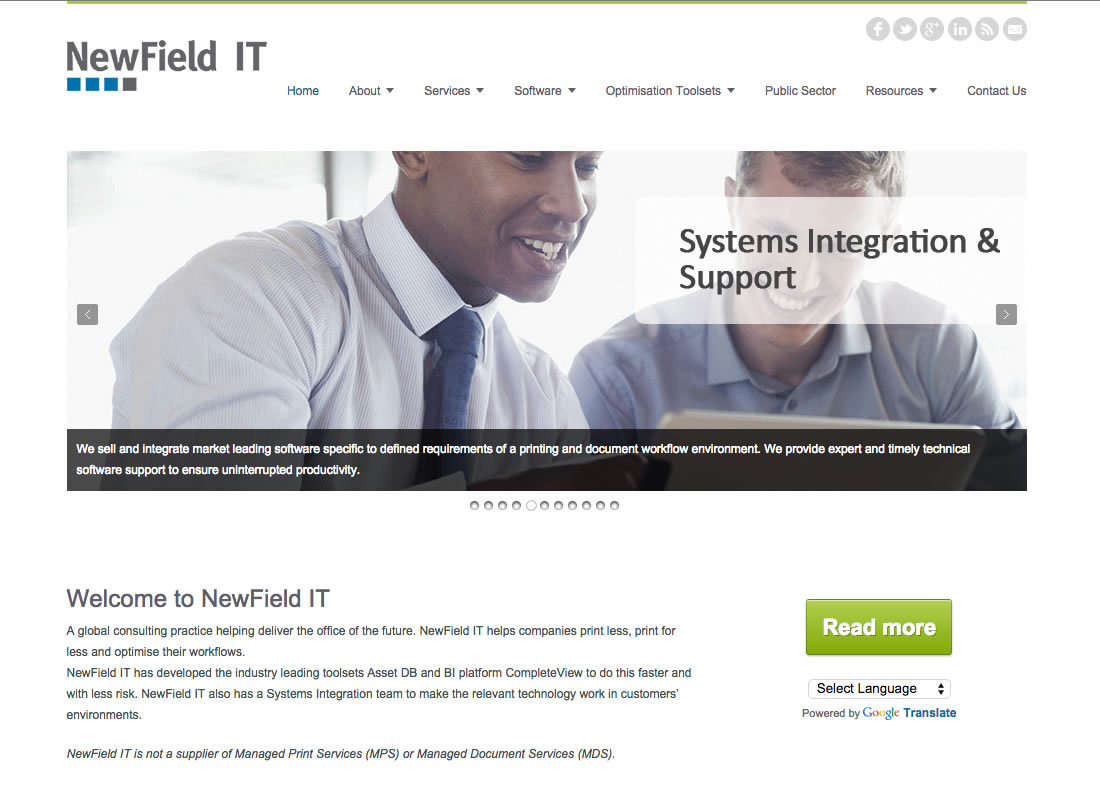 NewField IT
Home About Services Software Optimisation Toolsets Public Sector Resources Contact Us
Systems Integration &
Support
We sell and integrate market leading software specific to defined requirements of a printing and document workflow environment. We provide expert and timely technical
software support to ensure uninterrupted productivity.
Welcome to NewField IT
A global consulting practice helping deliver the office of the future. NewField IT helps companies print less, print for
less and optimise their workflows.
NewField IT has developed the industry leading toolsets Asset DB and BI platform CompleteView to do this faster and
with less risk. NewField IT also has a Systems Integration team to make the relevant technology work in customers’
environments.
NewField IT is not a supplier of Managed Print Services (MPS) or Managed Document Services (MDS).
Read more
Select Language
Powered by Google Translate